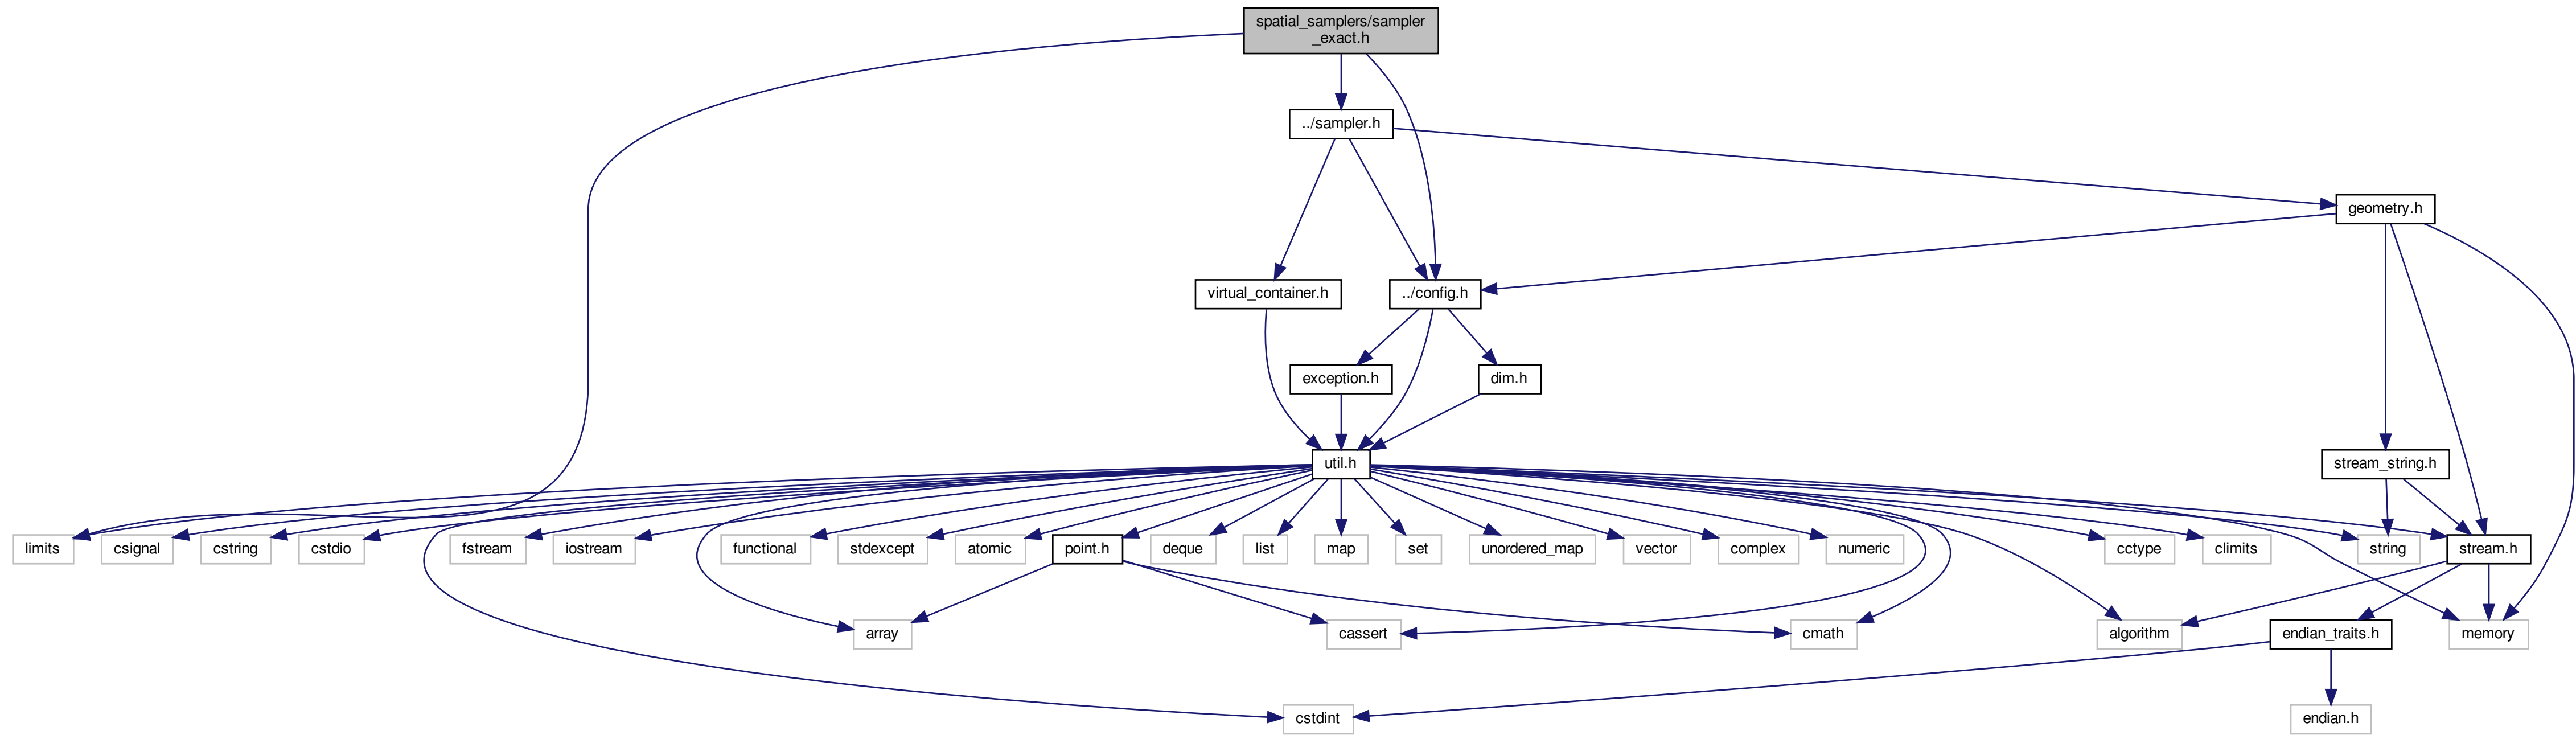 spatial_samplers/sampler
_exact.h
../sampler.h
geometry.h
virtual_container.h
../config.h
exception.h
dim.h
util.h
stream_string.h
limits
csignal
cstring
cstdio
fstream
iostream
functional
stdexcept
atomic
point.h
deque
list
map
set
unordered_map
vector
complex
numeric
cctype
climits
string
stream.h
array
cassert
cmath
algorithm
endian_traits.h
memory
cstdint
endian.h